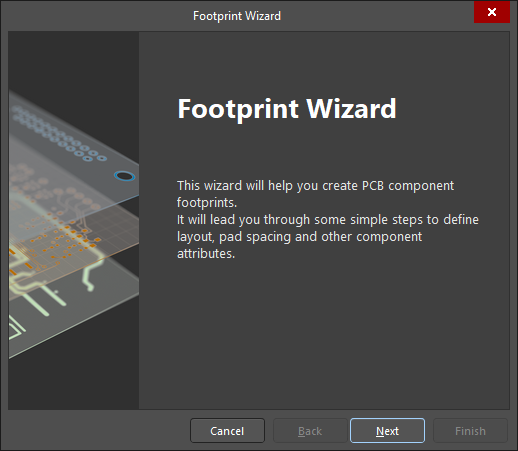 Footprint Wizard
Footprint Wizard
This wizard will help you create PCB component
footprints.
It will lead you through some simple steps to define
layout, pad spacing and other component
attributes.
Cancel
Back
Next
Finish